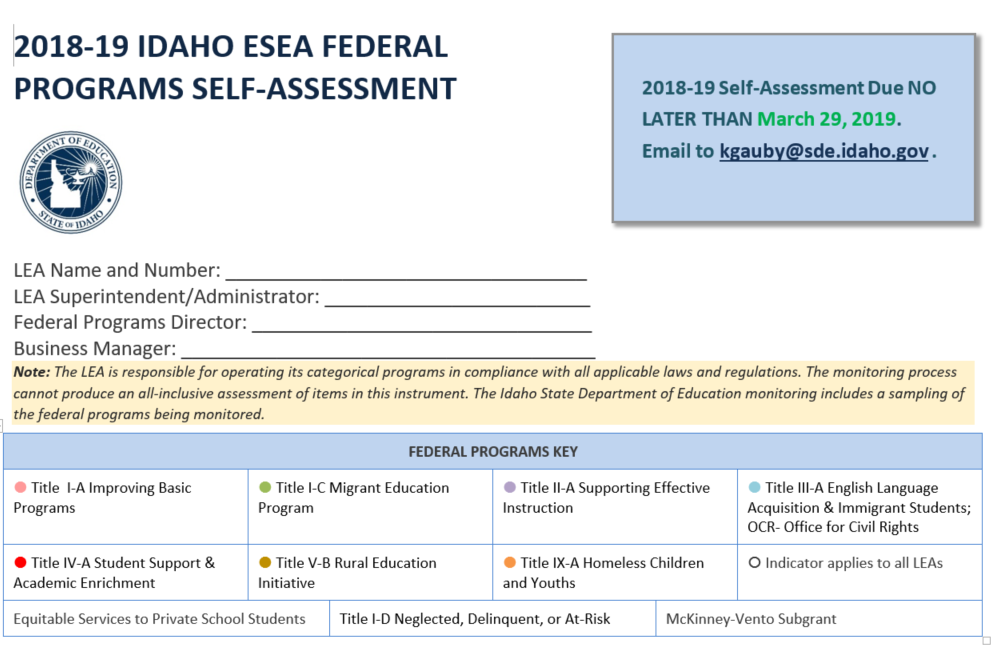 2018-19 IDAHO ESEA FEDERAL
PROGRAMS SELF-ASSESSMENT
2018-19 Self-Assessment Due NO
LATER THAN March 29, 2019.
Email to kgauby@sde.idaho.gov .
DEPARTMENT OF EDUCATION
STATE OF IDAHO
LEA Name and Number: ___________________________________
LEA Superintendent/Administrator: __________________________
Federal Programs Director: _________________________________
Business Manager: ________________________________________
Note: The LEA is responsible for operating its categorical programs in compliance with all applicable laws and regulations. The monitoring process
cannot produce an all-inclusive assessment of items in this instrument. The Idaho State Department of Education monitoring includes a sampling of
the federal programs being monitored.
FEDERAL PROGRAMS KEY
Title I-A Improving Basic
Programs
Title I-C Migrant Education
Program
Title II-A Supporting Effective
Instruction
Title III-A English Language
Acquisition & Immigrant Students;
OCR- Office for Civil Rights
Title IV-A Student Support &
Academic Enrichment
Title V-B Rural Education
Initiative
Title IX-A Homeless Children
and Youths
Indicator applies to all LEAs
Equitable Services to Private School Students
Title I-D Neglected, Delinquent, or At-Risk
McKinney-Vento Subgrant